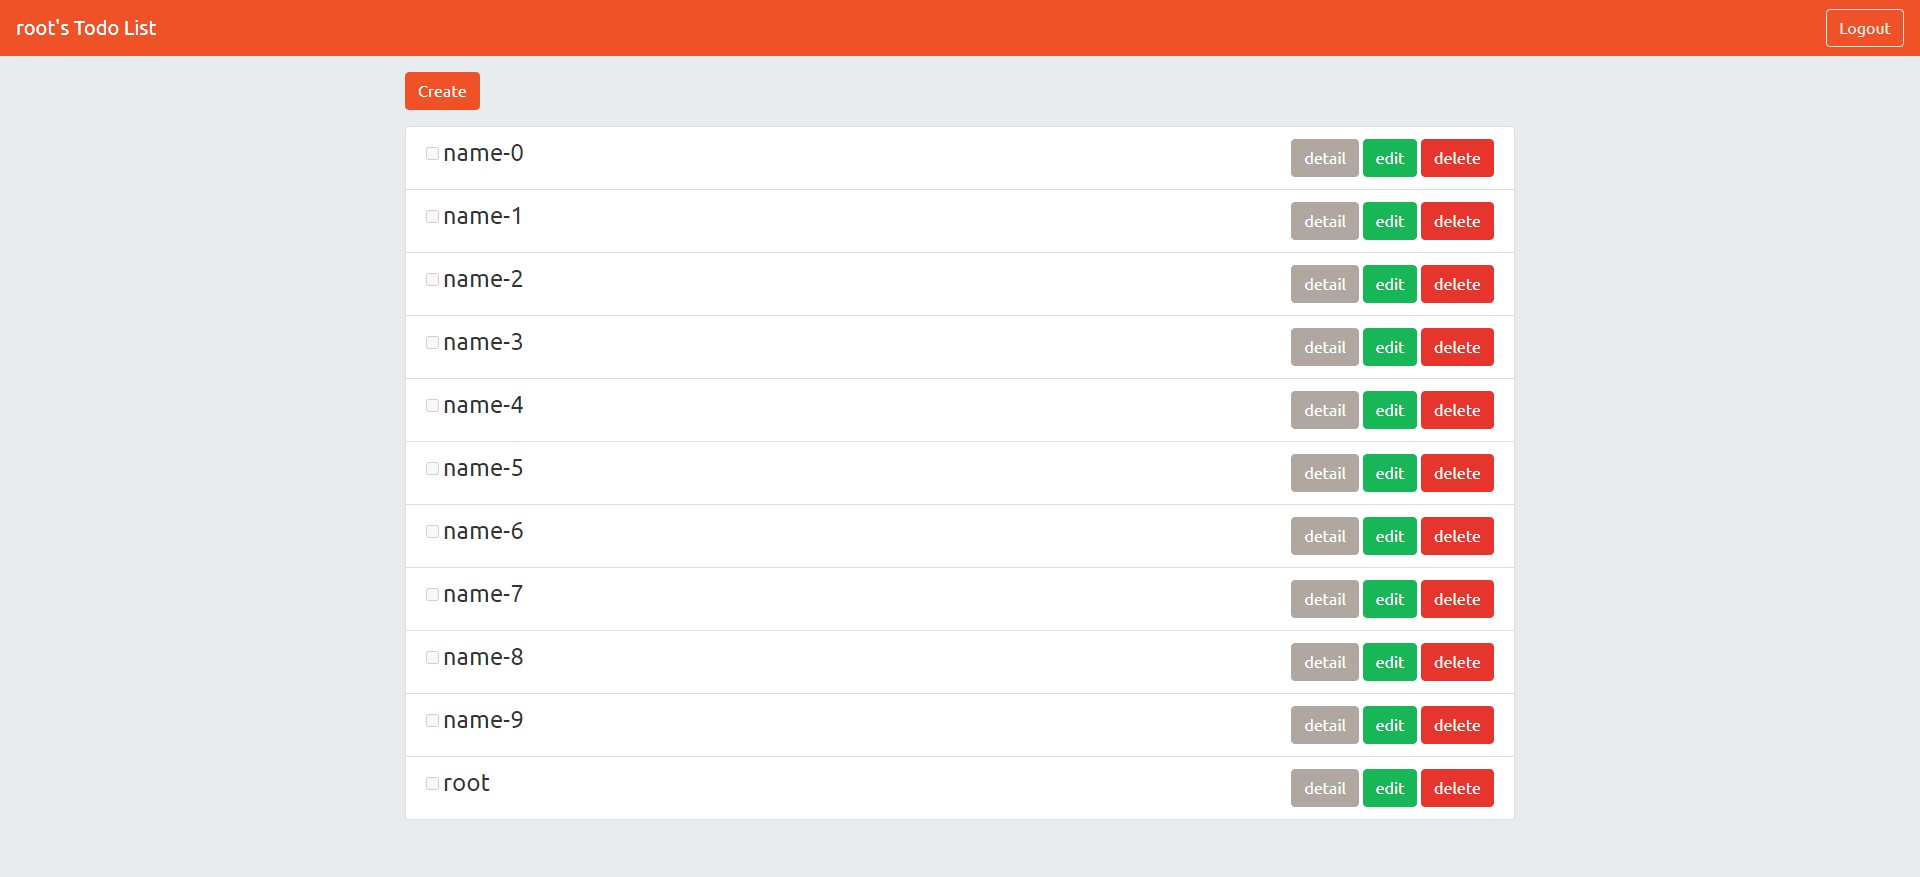 root's Todo List Logout
Create
name-0 detail edit delete
name-1 detail edit delete
name-2 detail edit delete
name-3 detail edit delete
name-4 detail edit delete
name-5 detail edit delete
name-6 detail edit delete
name-7 detail edit delete
name-8 detail edit delete
name-9 detail edit delete
root detail edit delete